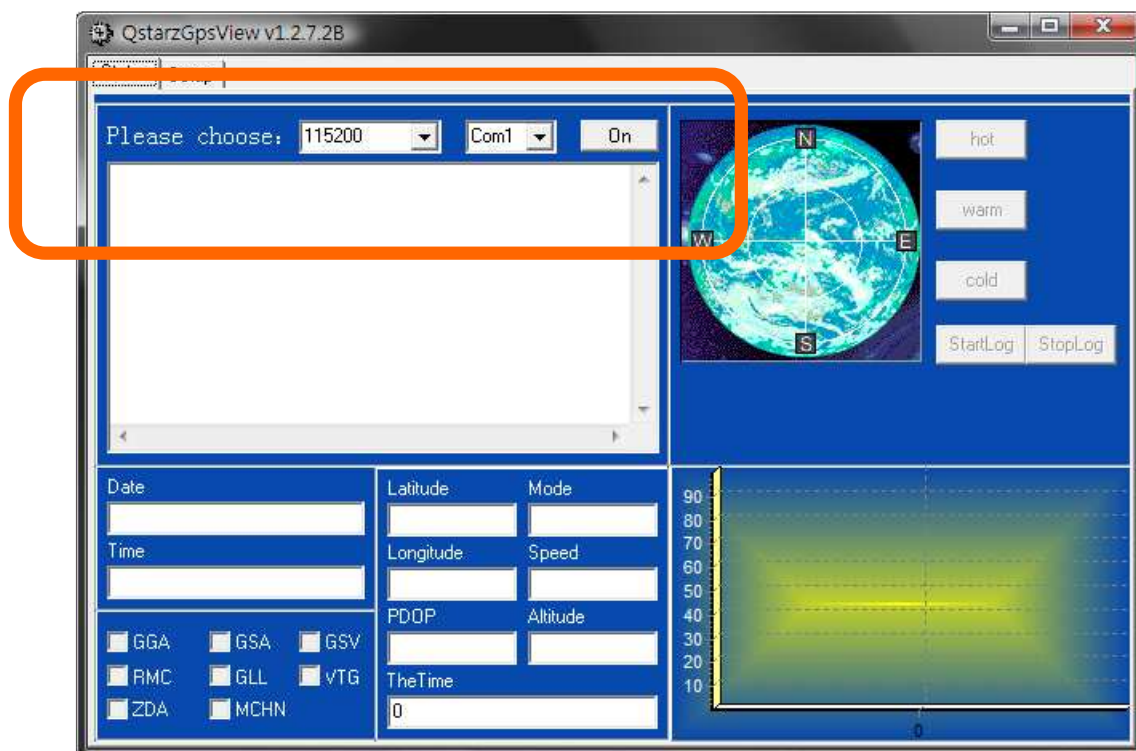 QstarzGpsView v1.2.7.2B
Please choose: 115200 Com1 On
N
W
E
S
hot
warm
cold
StartLog StopLog
Date
Time
Latitude Mode
Longitude Speed
PDOP Altitude
TheTime
0
GGA GSA GSV
RMC GLL VTG
ZDA MCHN
90
80
70
60
50
40
30
20
10
0